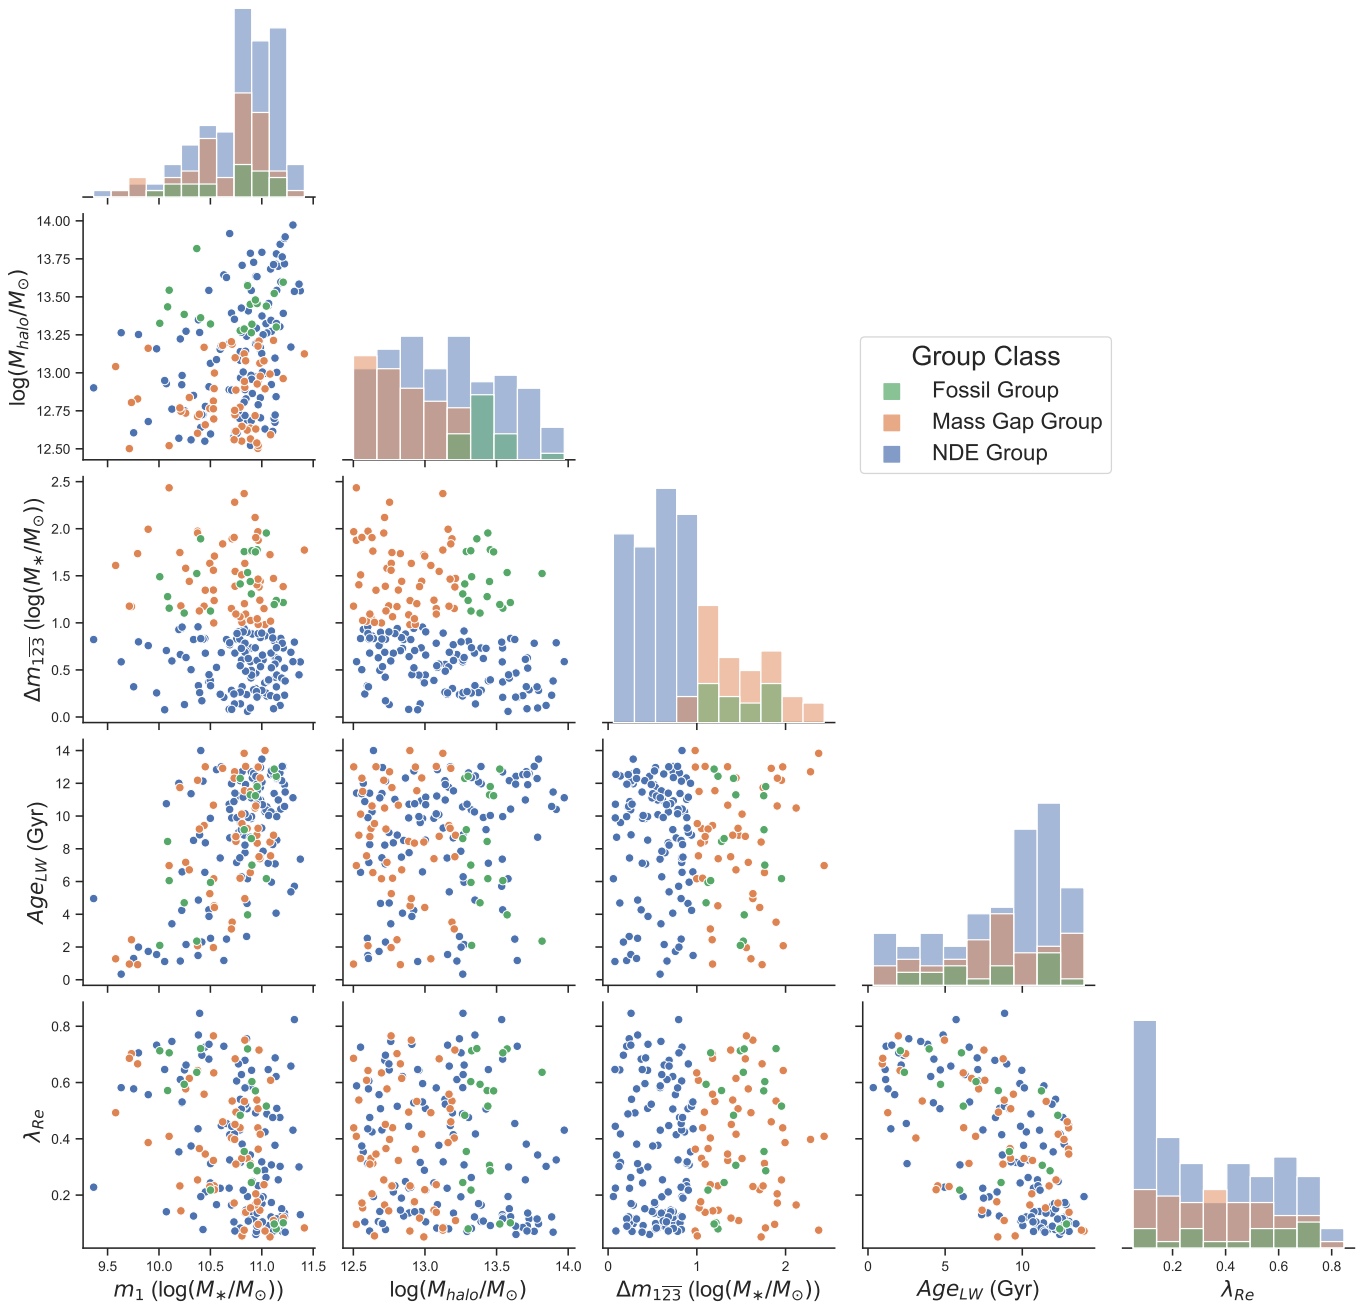 14.00
13.75
13.50
13.25
13.00
12.75
12.50
log(M_halo/M_⊙)
Group Class
Fossil Group
Mass Gap Group
NDE Group
2.5
2.0
1.5
1.0
0.5
0.0
Δm_{1\overline{23}} (log(M_*/M_⊙))
14
12
10
8
6
4
2
0
Age_LW (Gyr)
0.8
0.6
0.4
0.2
λ_Re
9.5 10.0 10.5 11.0 11.5
12.5 13.0 13.5 14.0
0 1 2
0 5 10
0.2 0.4 0.6 0.8
m_1 (log(M_*/M_⊙))
log(M_halo/M_⊙)
Δm_{1\overline{23}} (log(M_*/M_⊙))
Age_LW (Gyr)
λ_Re